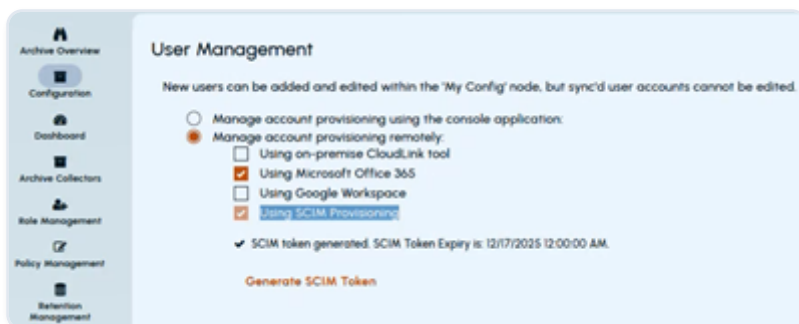 Archive Overview
Configuration
Dashboard
Archive Collectors
Role Management
Policy Management
Retention
Management
User Management
New users can be added and edited within the 'My Config' node, but sync'd user accounts cannot be edited.
Manage account provisioning using the console application:
Manage account provisioning remotely:
Using on-premise CloudLink tool
Using Microsoft Office 365
Using Google Workspace
Using SCIM Provisioning
SCIM token generated. SCIM Token Expiry is: 12/17/2025 12:00:00 AM.
Generate SCIM Token